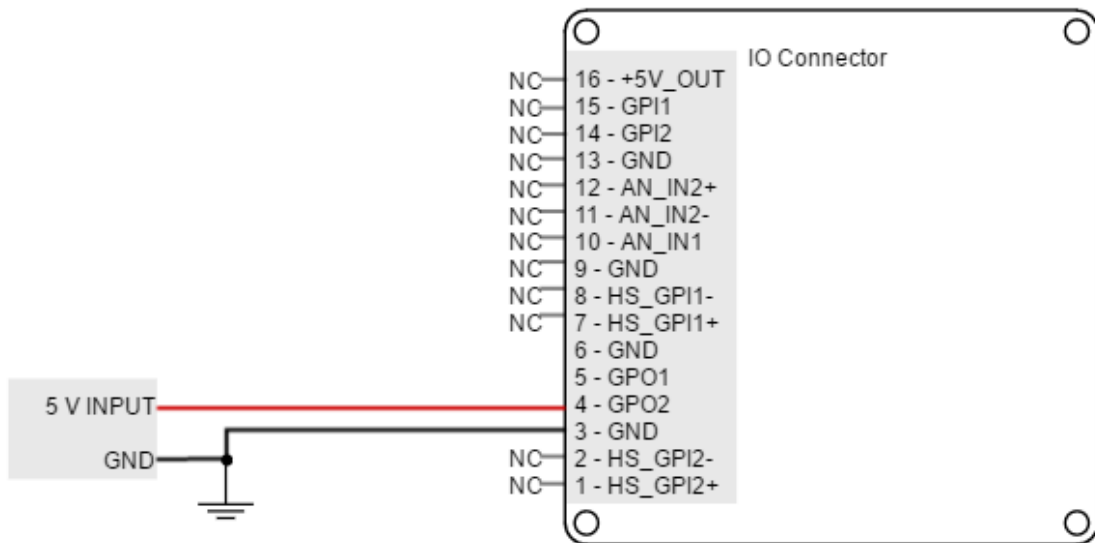 IO Connector
NC 16 - +5V_OUT
NC 15 - GPI1
NC 14 - GPI2
NC 13 - GND
NC 12 - AN_IN2+
NC 11 - AN_IN2-
NC 10 - AN_IN1
NC 9 - GND
NC 8 - HS_GPI1-
NC 7 - HS_GPI1+
6 - GND
5 - GPO1
5 V INPUT 4 - GPO2
3 - GND
GND NC 2 - HS_GPI2-
NC 1 - HS_GPI2+